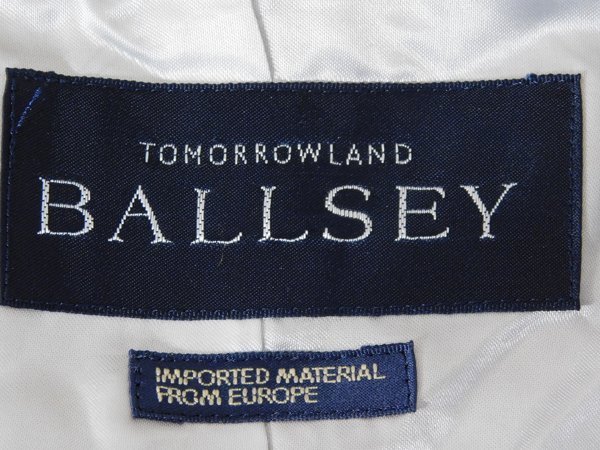 TOMORROWLAND
BALLSEY
IMPORTED MATERIAL
FROM EUROPE